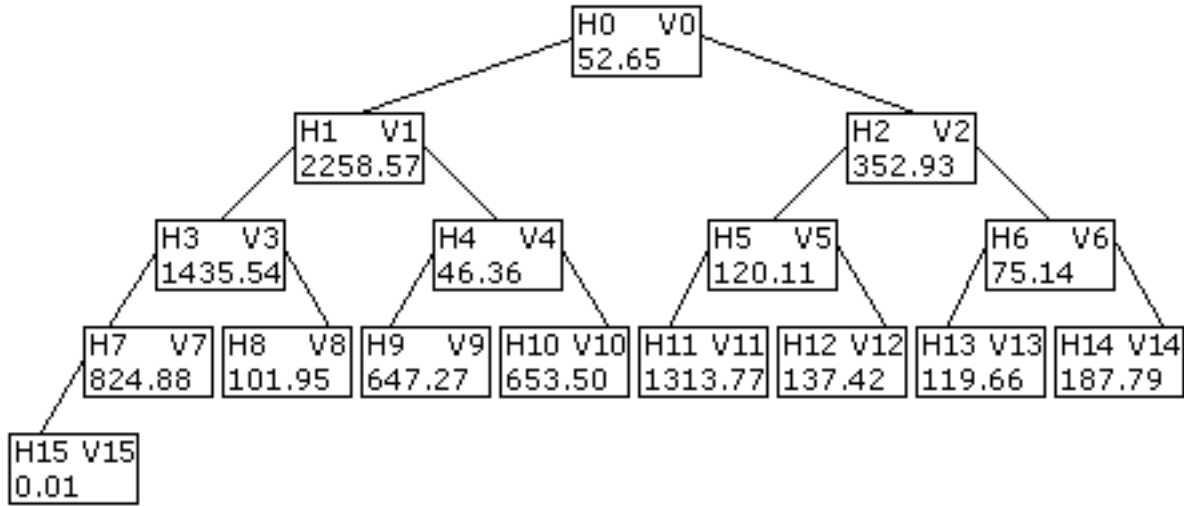 H0 V0
52.65
H1 V1
2258.57
H2 V2
352.93
H3 V3
1435.54
H4 V4
46.36
H5 V5
120.11
H6 V6
75.14
H7 V7
824.88
H8 V8
101.95
H9 V9
647.27
H10 V10
653.50
H11 V11
1313.77
H12 V12
137.42
H13 V13
119.66
H14 V14
187.79
H15 V15
0.01